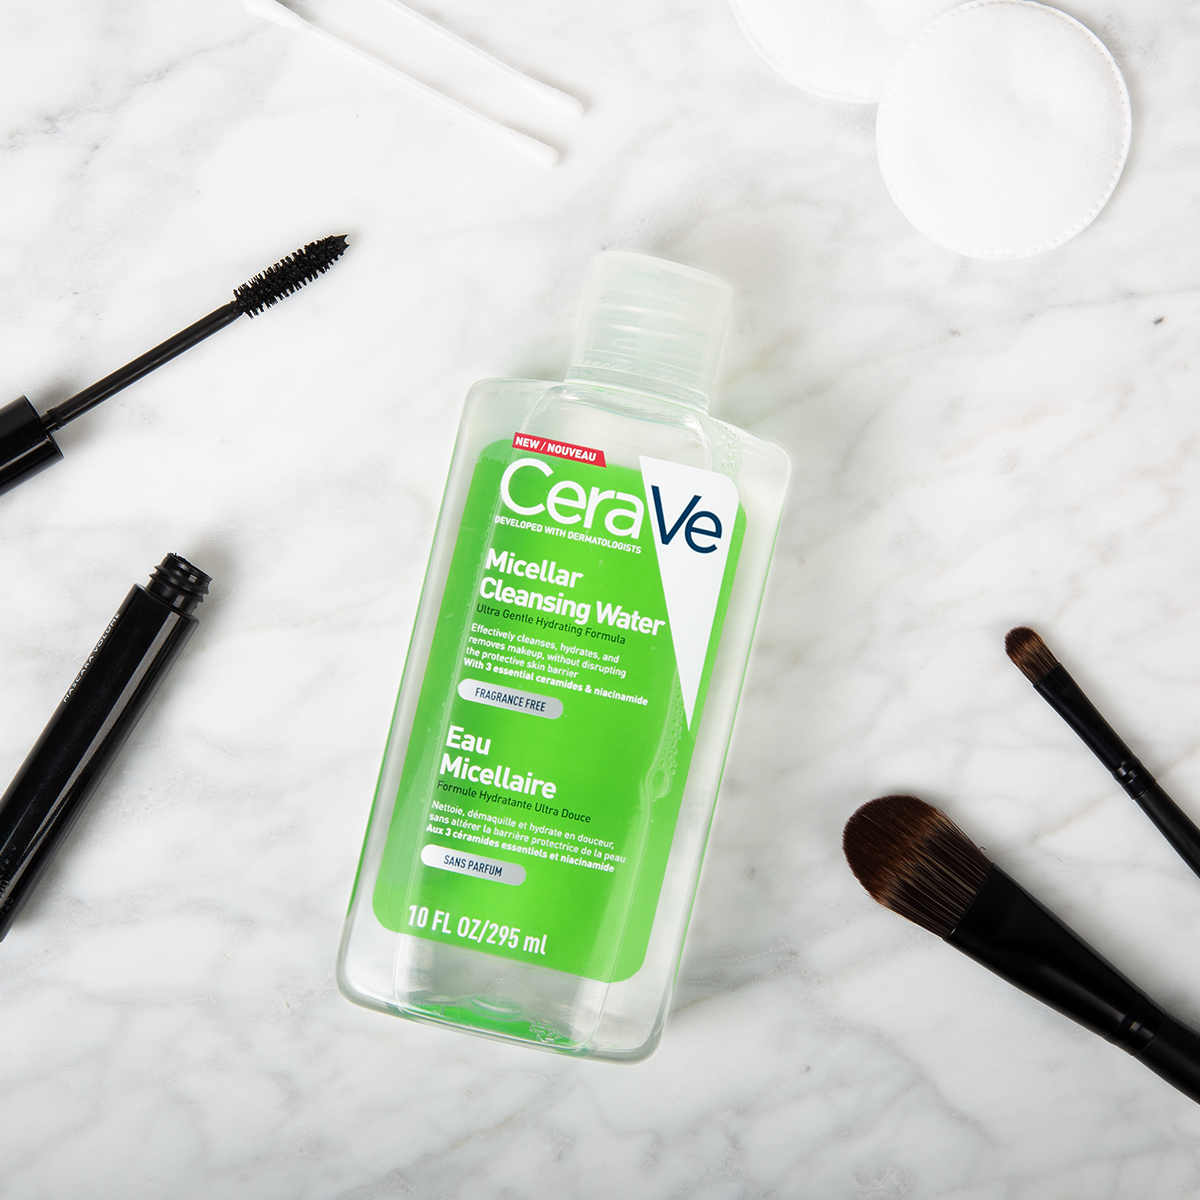 NEW / NOUVEAU
CeraVe
DEVELOPED WITH DERMATOLOGISTS
Micellar
Cleansing Water
Ultra Gentle Hydrating Formula
Effectively cleanses, hydrates, and
removes makeup, without disrupting
the protective skin barrier
With 3 essential ceramides & niacinamide
FRAGRANCE FREE
Eau
Micellaire
Formule Hydratante Ultra Douce
Nettoie, démaquille et hydrate en douceur,
sans altérer la barrière protectrice de la peau
Aux 3 céramides essentiels et niacinamide
SANS PARFUM
10 FL OZ/295 ml
MASCARA VOLUME